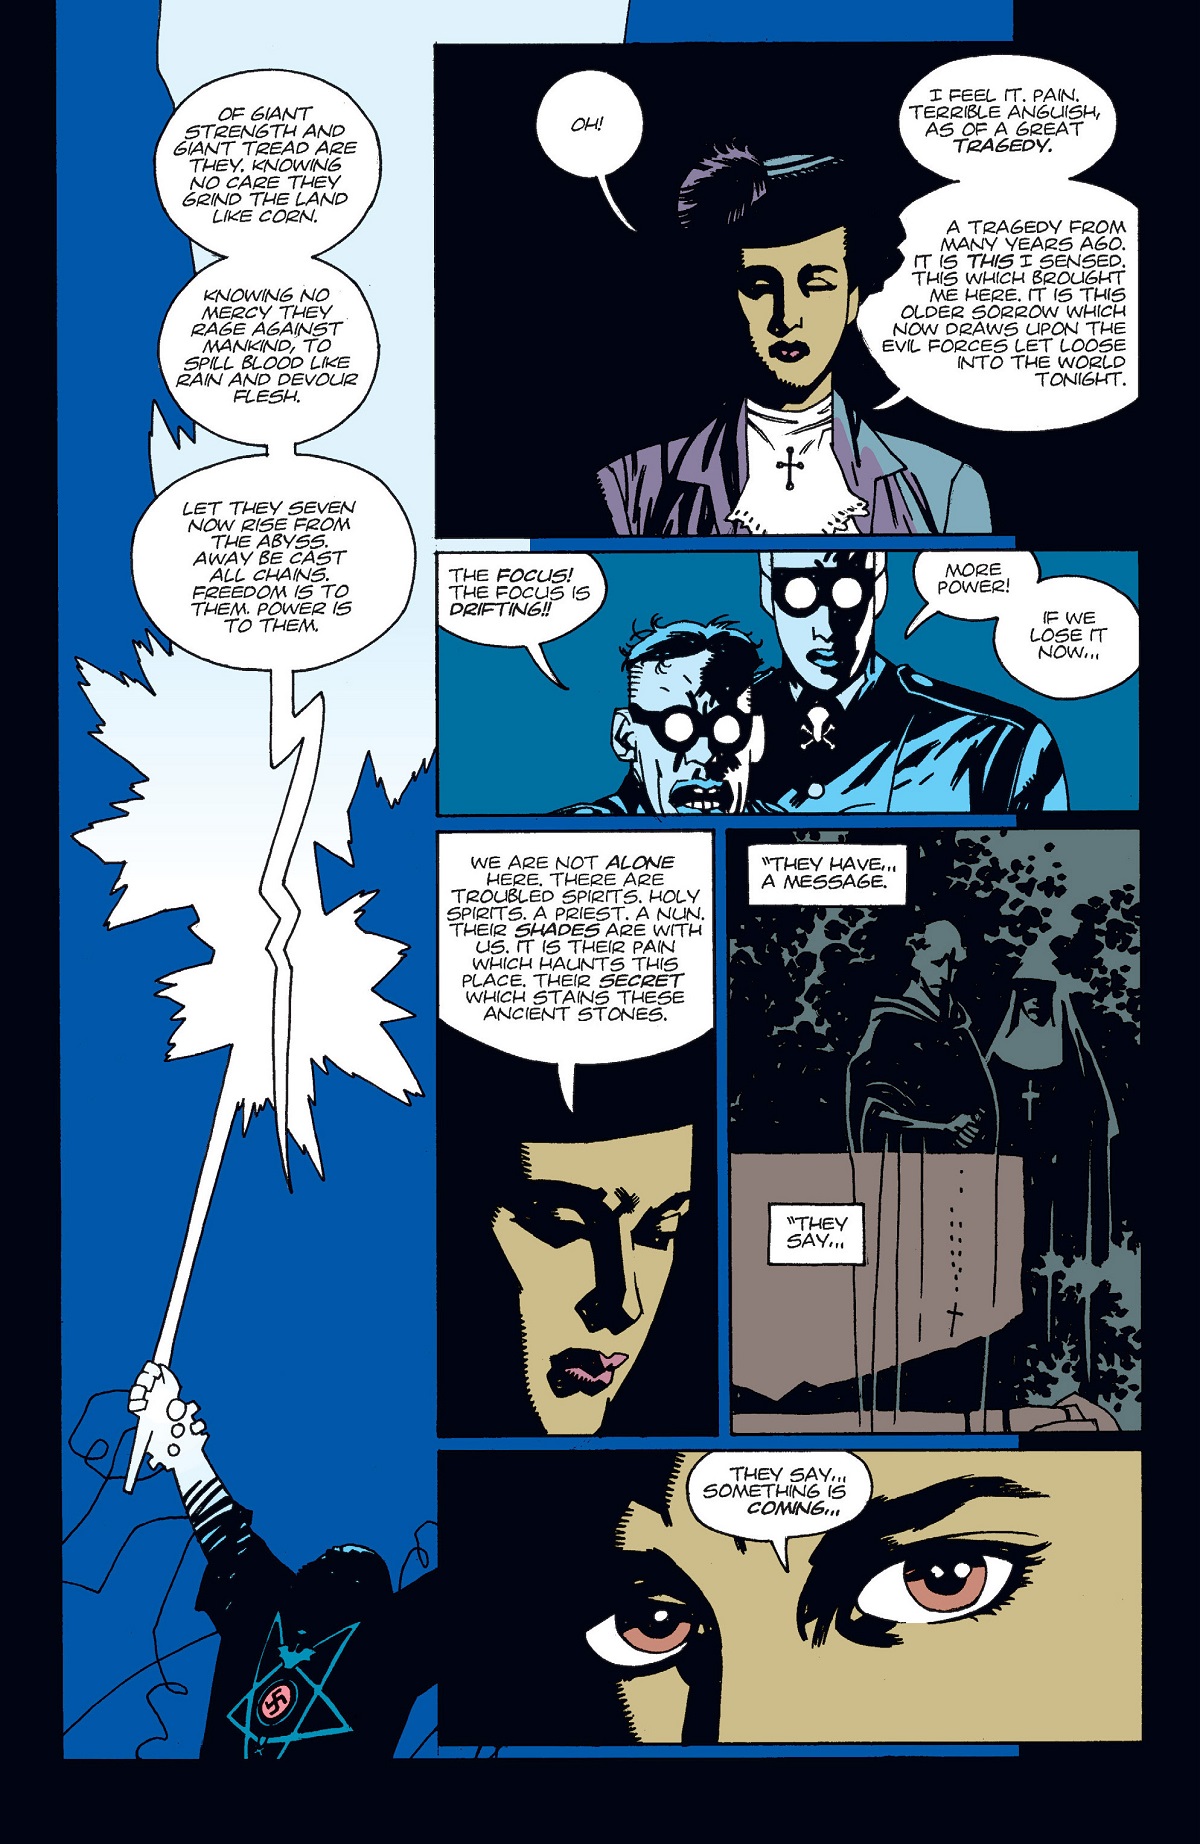 OF GIANT
STRENGTH AND
GIANT TREAD ARE
THEY. KNOWING
NO CARE THEY
GRIND THE LAND
LIKE CORN.
KNOWING NO
MERCY THEY
RAGE AGAINST
MANKIND, TO
SPILL BLOOD LIKE
RAIN AND DEVOUR
FLESH.
LET THEY SEVEN
NOW RISE FROM
THE ABYSS.
AWAY BE CAST
ALL CHAINS.
FREEDOM IS TO
THEM. POWER IS
TO THEM.
OH!
I FEEL IT. PAIN.
TERRIBLE ANGUISH,
AS OF A GREAT
TRAGEDY.
A TRAGEDY FROM
MANY YEARS AGO.
IT IS THIS I SENSED.
THIS WHICH BROUGHT
ME HERE. IT IS THIS
OLDER SORROW WHICH
NOW DRAWS UPON THE
EVIL FORCES LET LOOSE
INTO THE WORLD
TONIGHT.
THE FOCUS!
THE FOCUS IS
DRIFTING!!
MORE
POWER!
IF WE
LOSE IT
NOW...
WE ARE NOT ALONE
HERE. THERE ARE
TROUBLED SPIRITS. HOLY
SPIRITS. A PRIEST. A NUN.
THEIR SHADES ARE WITH
US. IT IS THEIR PAIN
WHICH HAUNTS THIS
PLACE. THEIR SECRET
WHICH STAINS THESE
ANCIENT STONES.
"THEY HAVE...
A MESSAGE.
"THEY
SAY...
THEY SAY...
SOMETHING IS
COMING...